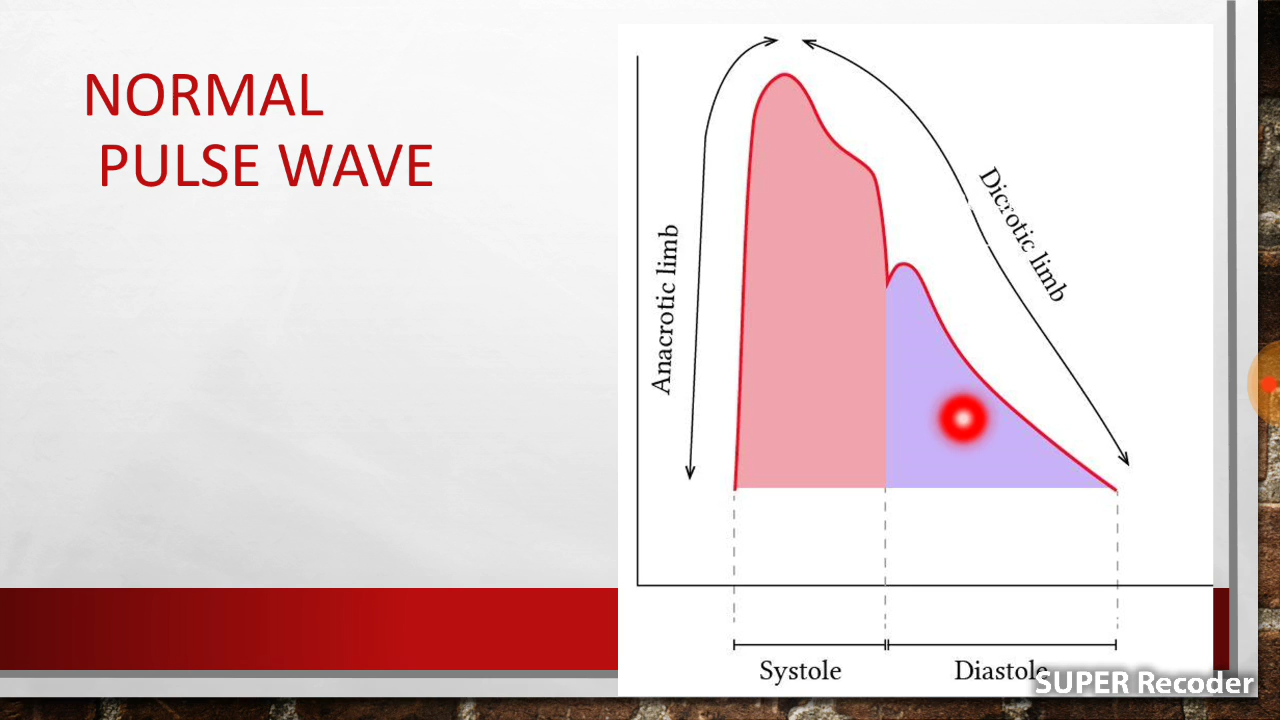 NORMAL
PULSE WAVE
Anacrotic limb
Dicrotic limb
Systole
Diastole
SUPER Recoder